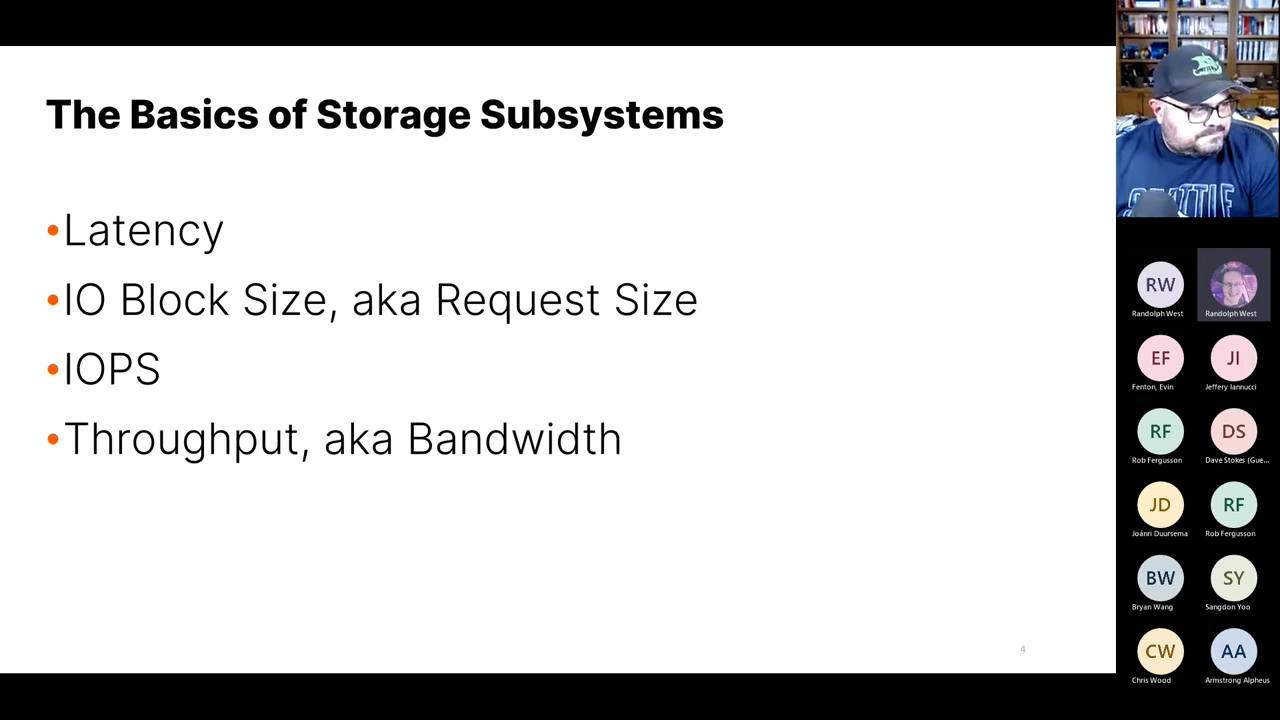 The Basics of Storage Subsystems
•Latency
•IO Block Size, aka Request Size
•IOPS
•Throughput, aka Bandwidth
4
SEATTLE
RW
Randolph West
Randolph West
EF
Fenton, Evin
JI
Jeffery Iannucci
RF
Rob Fergusson
DS
Dave Stokes (Gue...
JD
Joánri Duursema
RF
Rob Fergusson
BW
Bryan Wang
SY
Sangdon Yoo
CW
Chris Wood
AA
Armstrong Alpheus